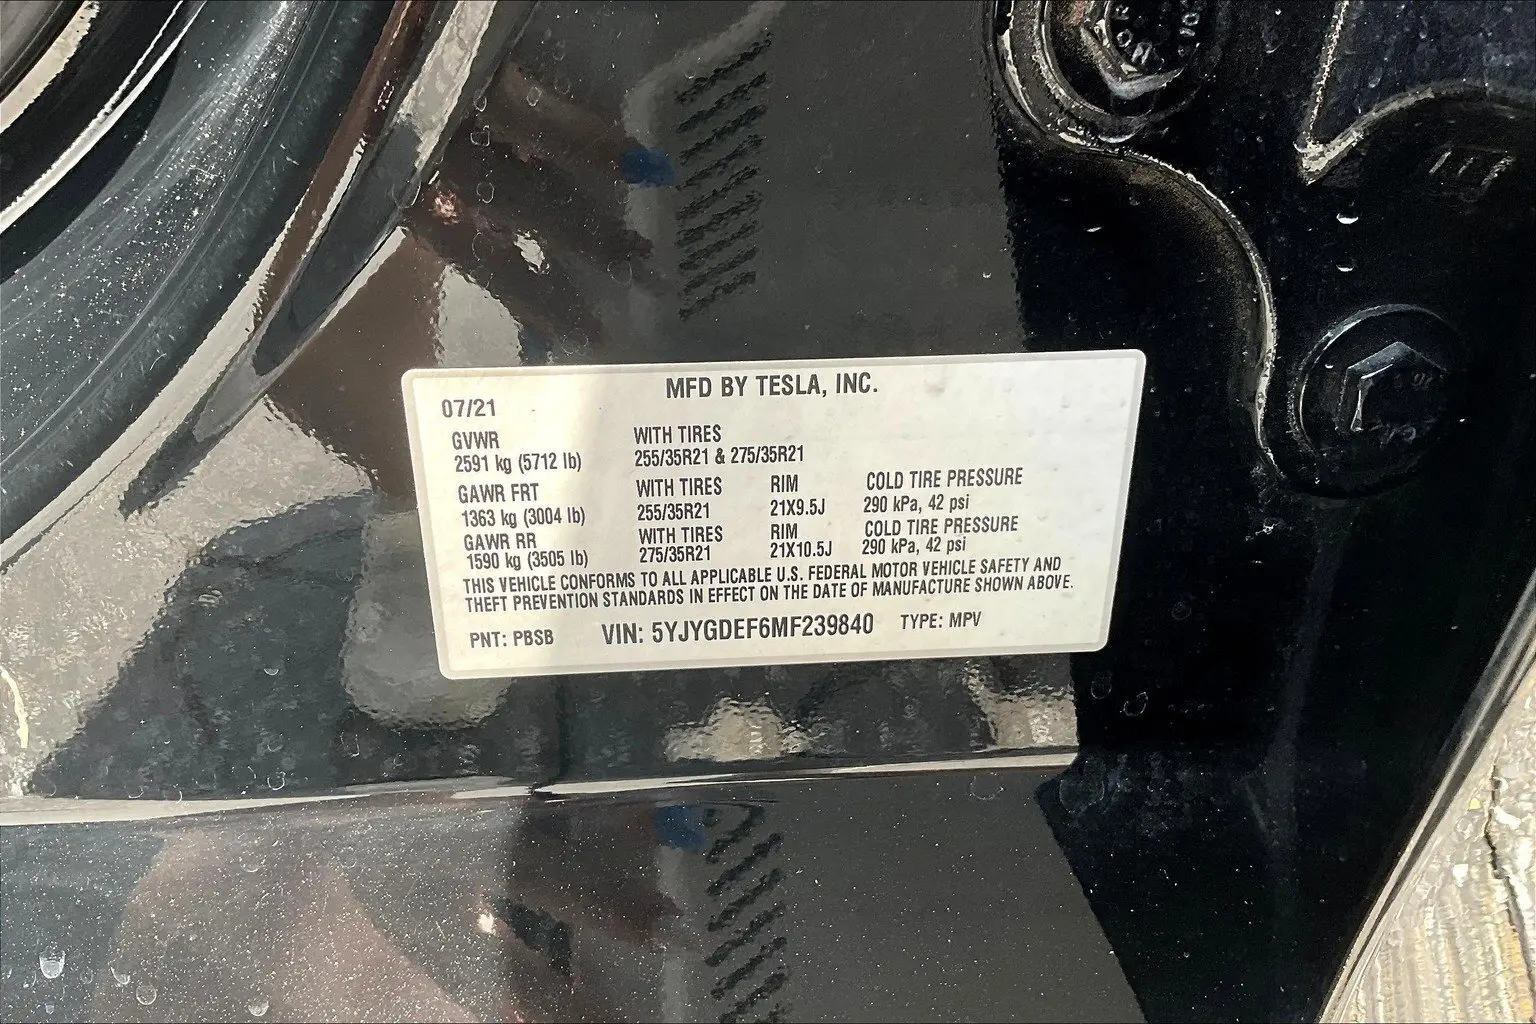 MFD BY TESLA, INC.
07/21
GVWR WITH TIRES
2591 kg (5712 lb) 255/35R21 & 275/35R21
GAWR FRT WITH TIRES RIM COLD TIRE PRESSURE
1363 kg (3004 lb) 255/35R21 21X9.5J 290 kPa, 42 psi
GAWR RR WITH TIRES RIM COLD TIRE PRESSURE
1590 kg (3505 lb) 275/35R21 21X10.5J 290 kPa, 42 psi
THIS VEHICLE CONFORMS TO ALL APPLICABLE U.S. FEDERAL MOTOR VEHICLE SAFETY AND
THEFT PREVENTION STANDARDS IN EFFECT ON THE DATE OF MANUFACTURE SHOWN ABOVE.
PNT: PBSB VIN: 5YJYGDEF6MF239840 TYPE: MPV